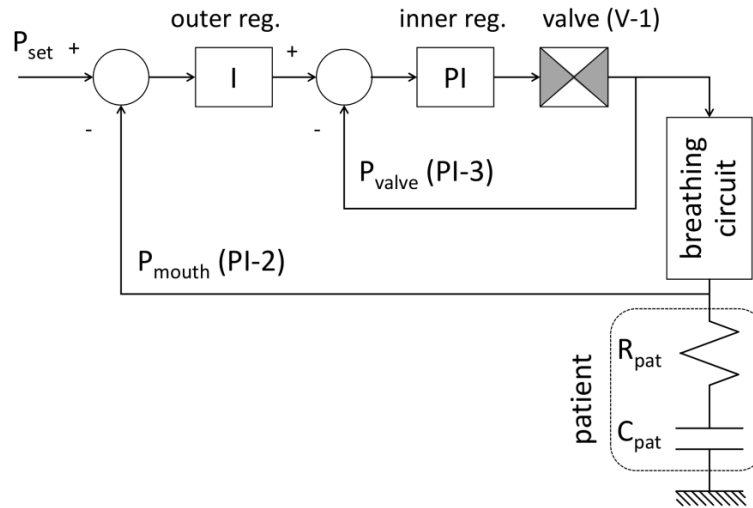 outer reg.
inner reg.
valve (V-1)
P_set
+
I
+
PI
-
-
P_valve (PI-3)
breathing
circuit
P_mouth (PI-2)
patient
R_pat
C_pat